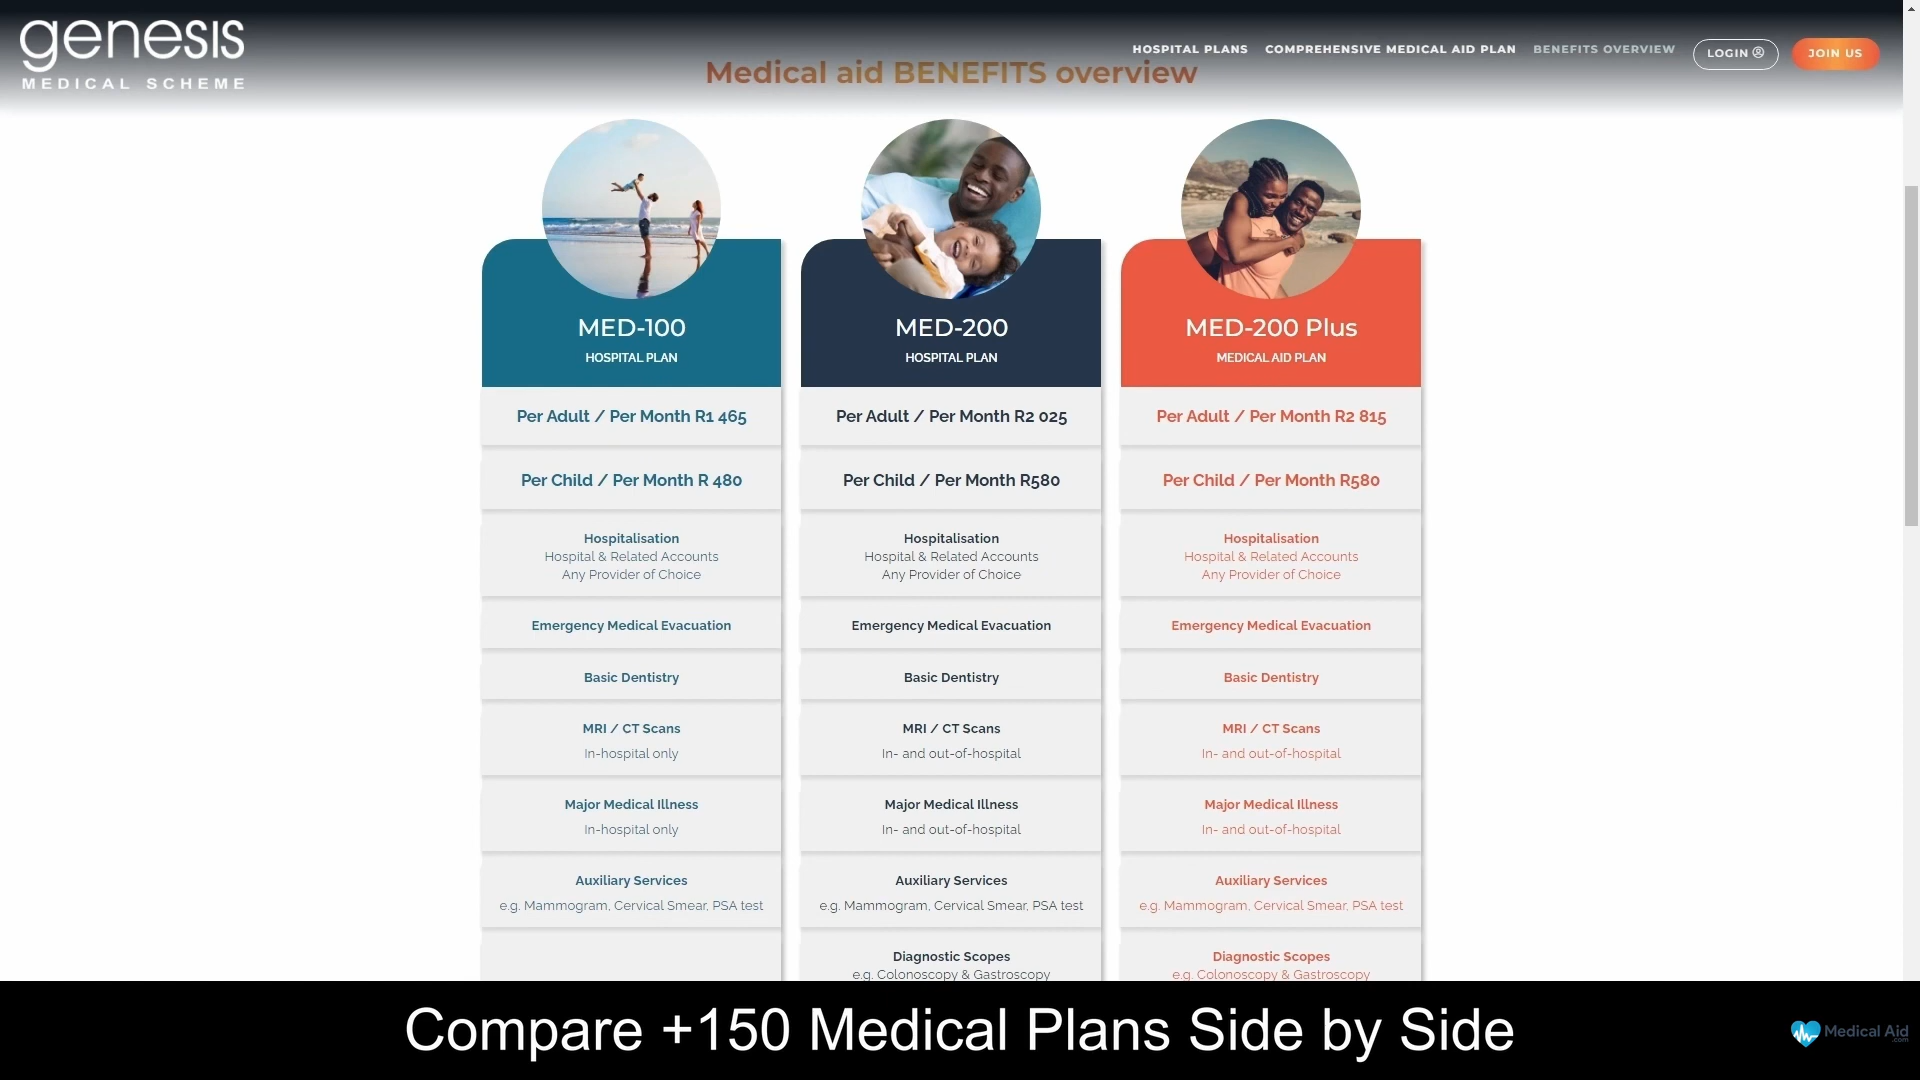 genesis
MEDICAL SCHEME
HOSPITAL PLANS
COMPREHENSIVE MEDICAL AID PLAN
BENEFITS OVERVIEW
LOGIN
JOIN US
Medical aid BENEFITS overview
MED-100
HOSPITAL PLAN
Per Adult / Per Month R1 465
Per Child / Per Month R 480
Hospitalisation
Hospital & Related Accounts
Any Provider of Choice
Emergency Medical Evacuation
Basic Dentistry
MRI / CT Scans
In-hospital only
Major Medical Illness
In-hospital only
Auxiliary Services
e.g. Mammogram, Cervical Smear, PSA test
MED-200
HOSPITAL PLAN
Per Adult / Per Month R2 025
Per Child / Per Month R580
Hospitalisation
Hospital & Related Accounts
Any Provider of Choice
Emergency Medical Evacuation
Basic Dentistry
MRI / CT Scans
In- and out-of-hospital
Major Medical Illness
In- and out-of-hospital
Auxiliary Services
e.g. Mammogram, Cervical Smear, PSA test
Diagnostic Scopes
e.g. Colonoscopy & Gastroscopy
MED-200 Plus
MEDICAL AID PLAN
Per Adult / Per Month R2 815
Per Child / Per Month R580
Hospitalisation
Hospital & Related Accounts
Any Provider of Choice
Emergency Medical Evacuation
Basic Dentistry
MRI / CT Scans
In- and out-of-hospital
Major Medical Illness
In- and out-of-hospital
Auxiliary Services
e.g. Mammogram, Cervical Smear, PSA test
Diagnostic Scopes
e.g. Colonoscopy & Gastroscopy
Compare +150 Medical Plans Side by Side
Medical Aid
.com